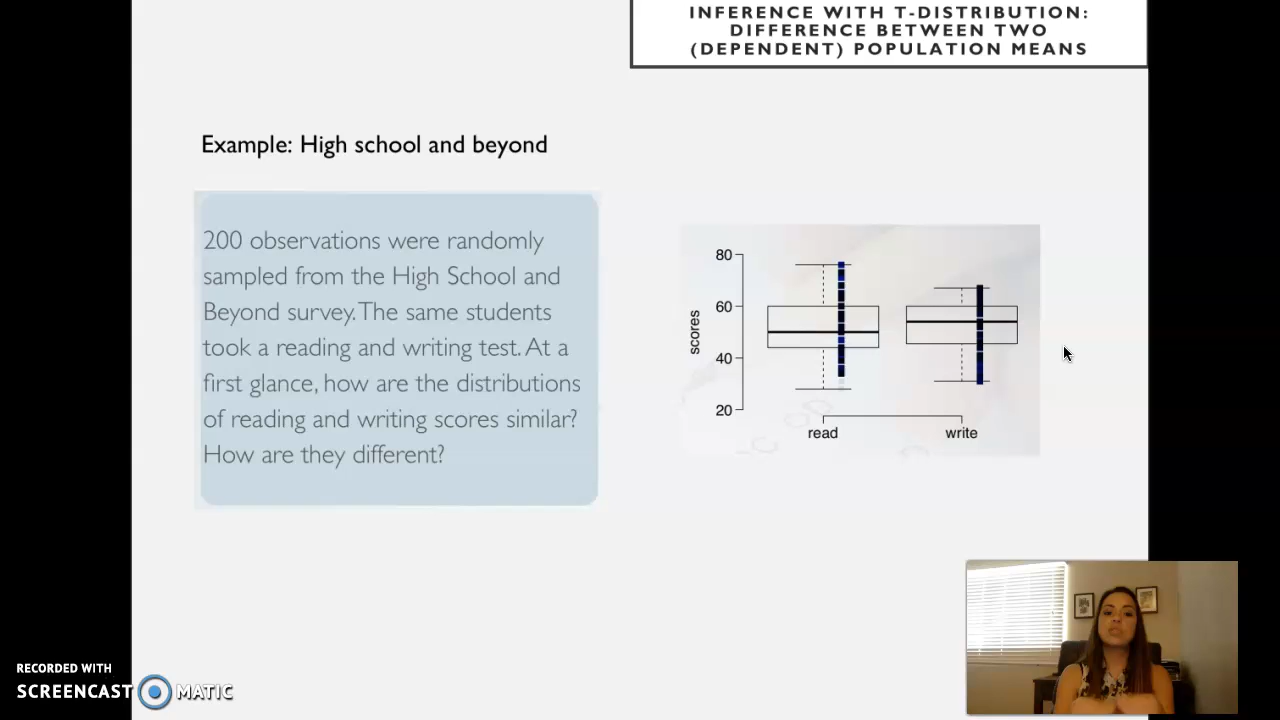 INFERENCE WITH T-DISTRIBUTION:
DIFFERENCE BETWEEN TWO
(DEPENDENT) POPULATION MEANS
Example: High school and beyond
200 observations were randomly
sampled from the High School and
Beyond survey. The same students
took a reading and writing test. At a
first glance, how are the distributions
of reading and writing scores similar?
How are they different?
80
60
40
20
scores
read
write
RECORDED WITH
SCREENCAST MATIC